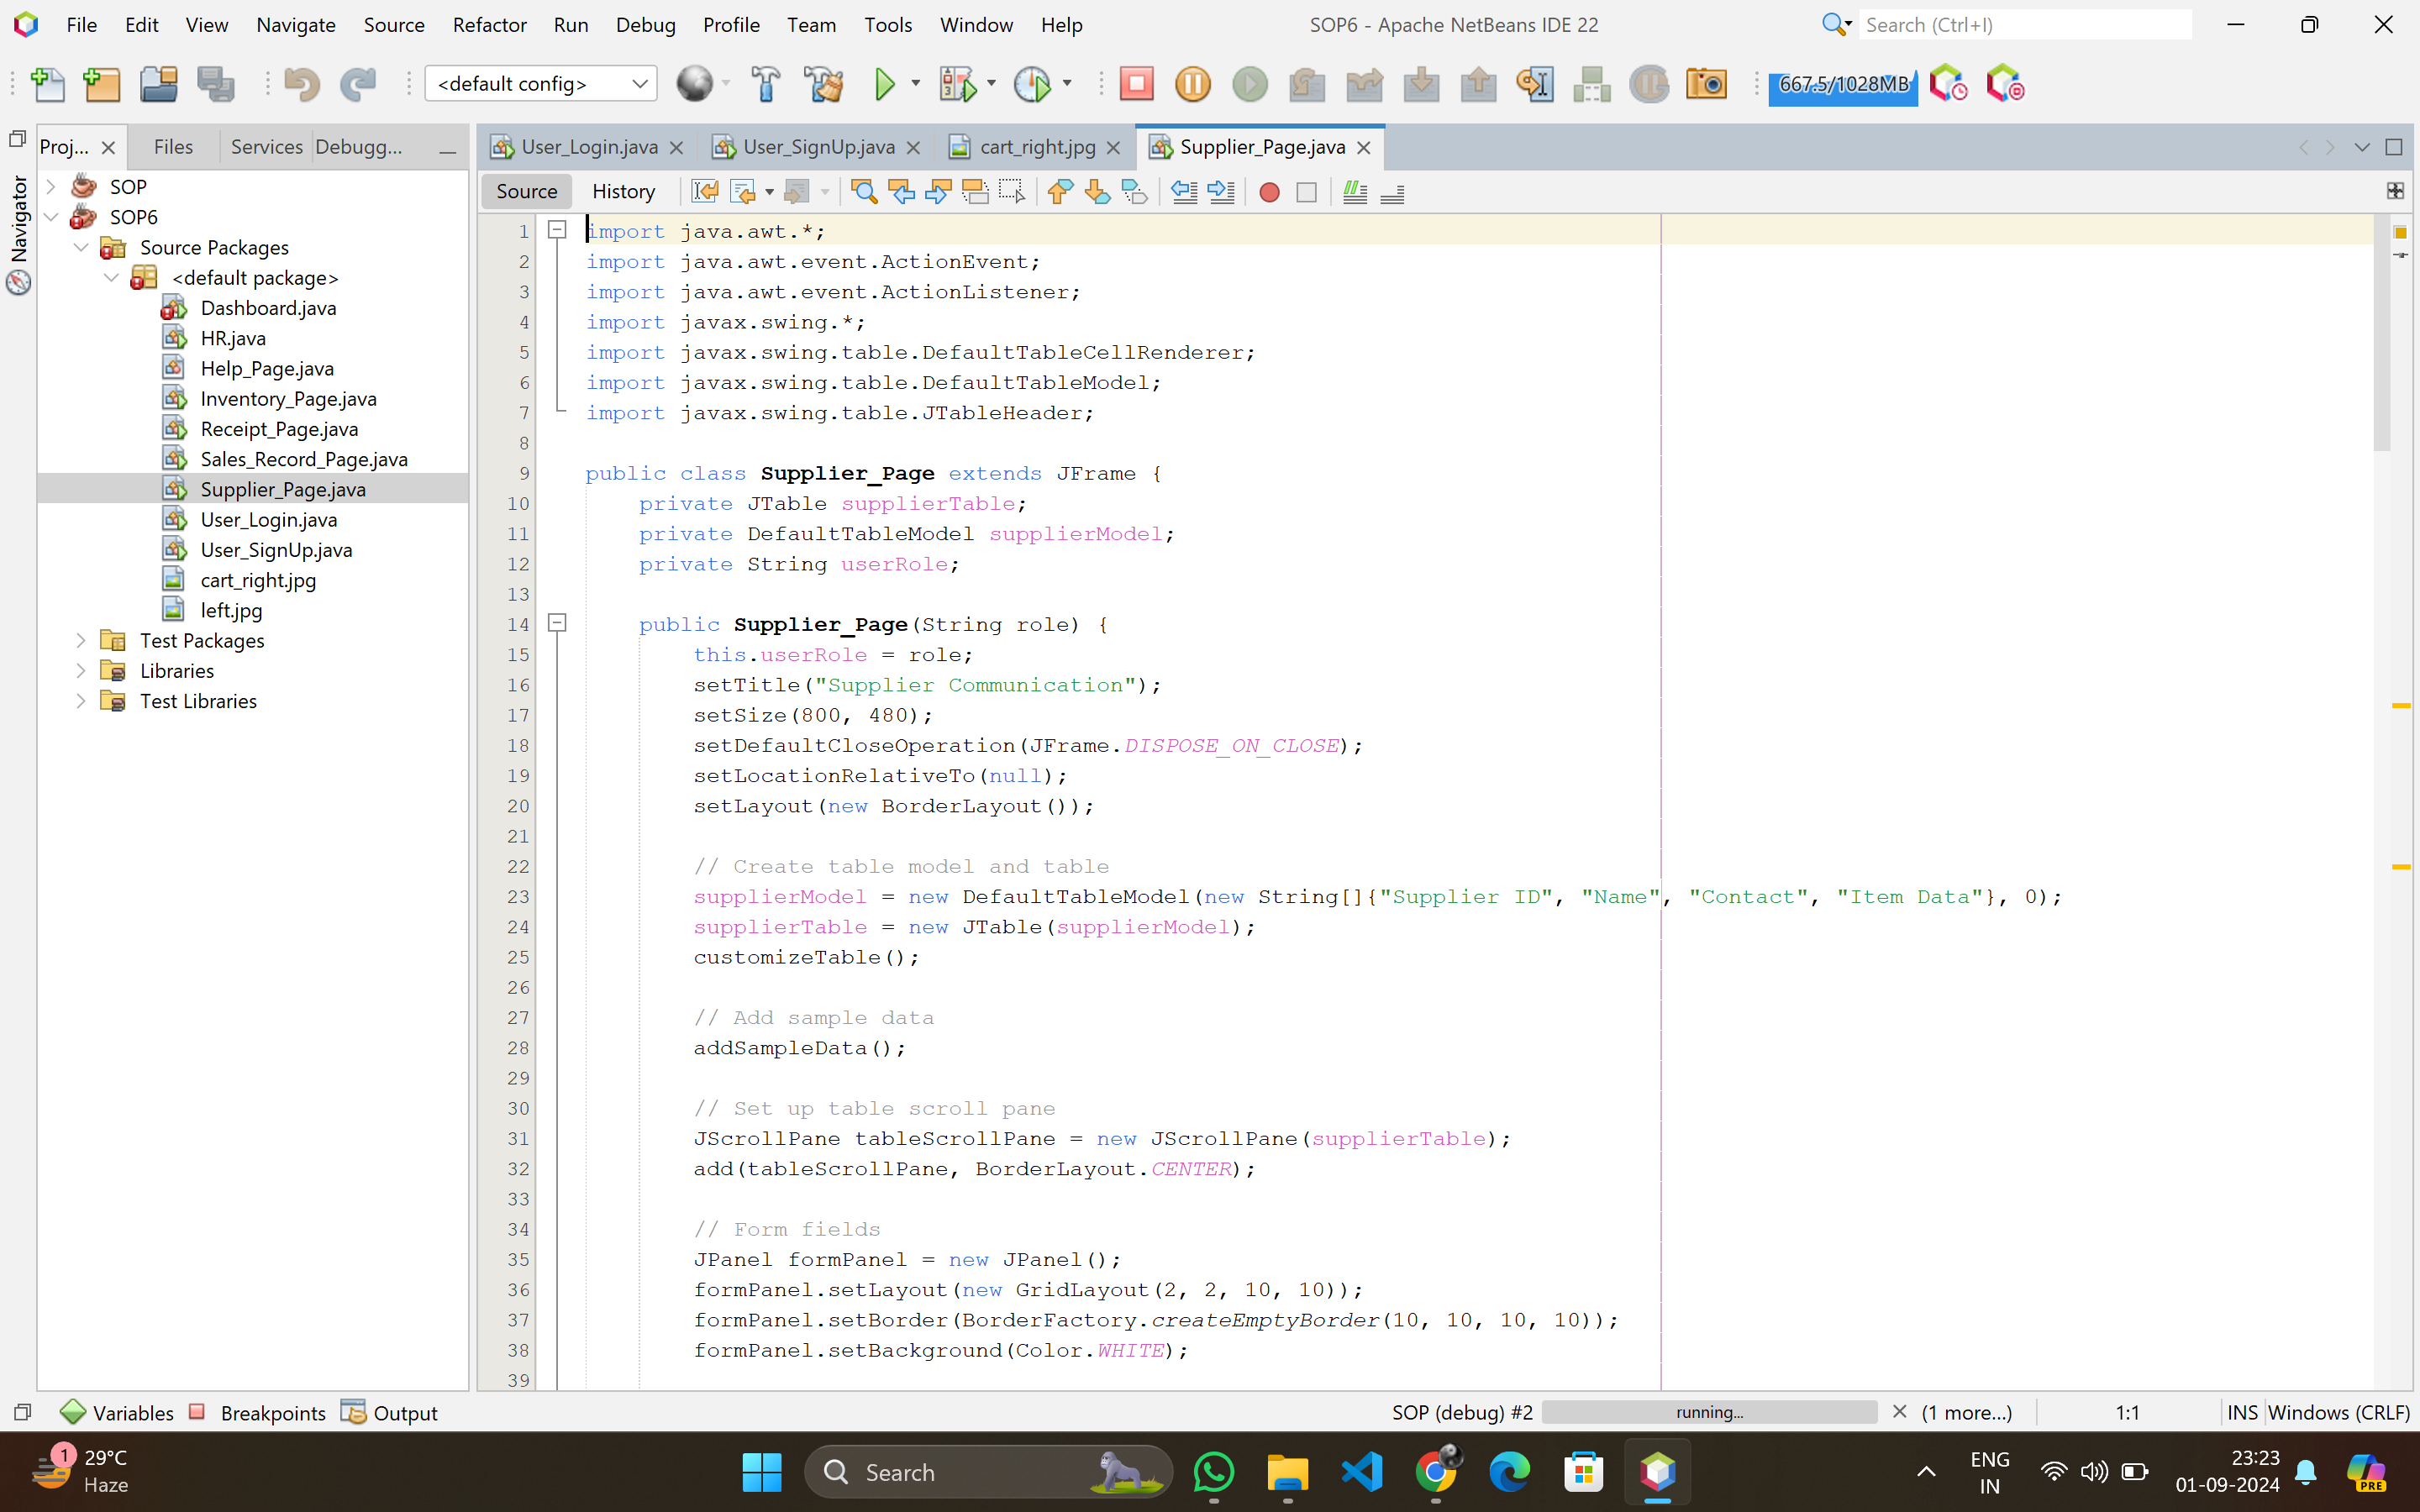 File Edit View Navigate Source Refactor Run Debug Profile Team Tools Window Help
SOP6 - Apache NetBeans IDE 22
Search (Ctrl+I)
<default config>
667.5/1028MB
Proj... Files Services Debugg...
User_Login.java User_SignUp.java cart_right.jpg Supplier_Page.java
Navigator
Source History
SOP
SOP6
Source Packages
<default package>
Dashboard.java
HR.java
Help_Page.java
Inventory_Page.java
Receipt_Page.java
Sales_Record_Page.java
Supplier_Page.java
User_Login.java
User_SignUp.java
cart_right.jpg
left.jpg
Test Packages
Libraries
Test Libraries
1 import java.awt.*;
2 import java.awt.event.ActionEvent;
3 import java.awt.event.ActionListener;
4 import javax.swing.*;
5 import javax.swing.table.DefaultTableCellRenderer;
6 import javax.swing.table.DefaultTableModel;
7 import javax.swing.table.JTableHeader;
8
9 public class Supplier_Page extends JFrame {
10 private JTable supplierTable;
11 private DefaultTableModel supplierModel;
12 private String userRole;
13
14 public Supplier_Page(String role) {
15 this.userRole = role;
16 setTitle("Supplier Communication");
17 setSize(800, 480);
18 setDefaultCloseOperation(JFrame.DISPOSE_ON_CLOSE);
19 setLocationRelativeTo(null);
20 setLayout(new BorderLayout());
21
22 // Create table model and table
23 supplierModel = new DefaultTableModel(new String[]{"Supplier ID", "Name", "Contact", "Item Data"}, 0);
24 supplierTable = new JTable(supplierModel);
25 customizeTable();
26
27 // Add sample data
28 addSampleData();
29
30 // Set up table scroll pane
31 JScrollPane tableScrollPane = new JScrollPane(supplierTable);
32 add(tableScrollPane, BorderLayout.CENTER);
33
34 // Form fields
35 JPanel formPanel = new JPanel();
36 formPanel.setLayout(new GridLayout(2, 2, 10, 10));
37 formPanel.setBorder(BorderFactory.createEmptyBorder(10, 10, 10, 10));
38 formPanel.setBackground(Color.WHITE);
39
Variables Breakpoints Output
SOP (debug) #2 running... (1 more...) 1:1 INS Windows (CRLF)
1
29°C
Haze
Search
ENG
IN
23:23
01-09-2024
PRE